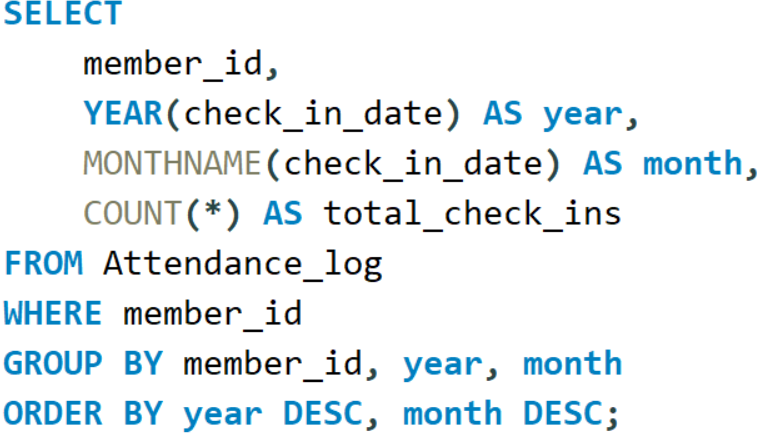 SELECT
member_id,
YEAR(check_in_date) AS year,
MONTHNAME(check_in_date) AS month,
COUNT(*) AS total_check_ins
FROM Attendance_log
WHERE member_id
GROUP BY member_id, year, month
ORDER BY year DESC, month DESC;